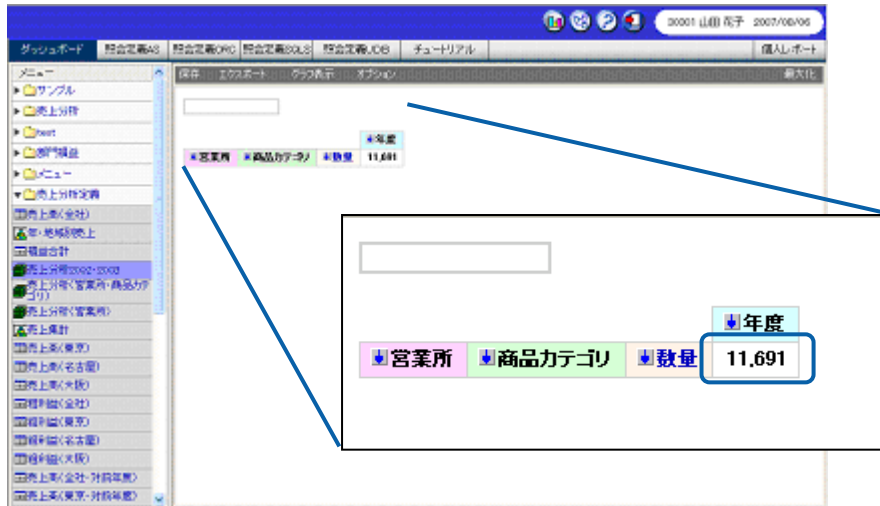 30001 山田 花子 2007/08/06
ダッシュボード 照会定義AS 照会定義ORC 照会定義SQLS 照会定義UDB チュートリアル 個人レポート
メニュー
保存 エクスポート グラフ表示 オプション 最大化
サンプル
売上分析
test
部門損益
メニュー
売上分析定義
売上高(全社)
年・地域別売上
損益合計
売上分析2002-2003
売上分析(営業所・商品カテゴリ)
売上分析(営業所)
売上集計
売上高(東京)
売上高(名古屋)
売上高(大阪)
粗利益(全社)
粗利益(東京)
粗利益(名古屋)
粗利益(大阪)
売上高(全社・対前年度)
売上高(東京・対前年度)
年度
営業所 商品カテゴリ 数量 11,691
年度
営業所 商品カテゴリ 数量 11,691